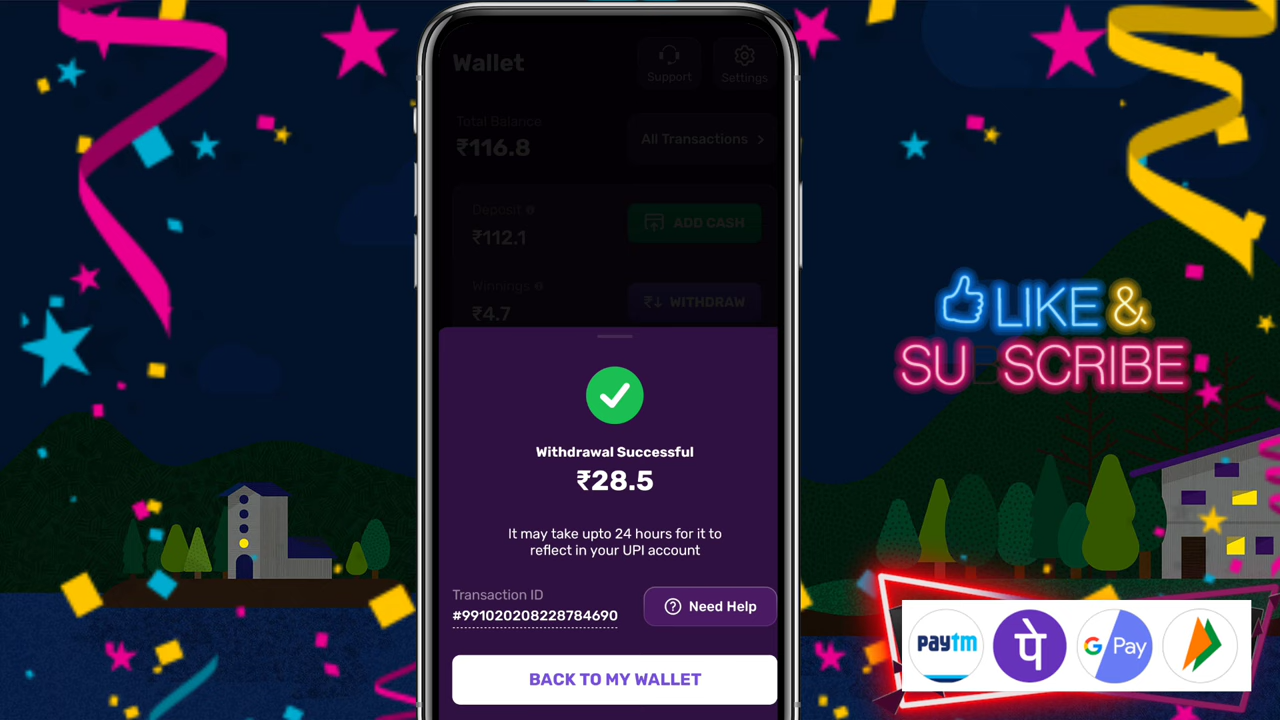 Wallet
Support
Settings
Total Balance
₹116.8
All Transactions >
Deposit
₹112.1
ADD CASH
Winnings
₹4.7
WITHDRAW
Withdrawal Successful
₹28.5
It may take upto 24 hours for it to
reflect in your UPI account
Transaction ID
#991020208228784690
Need Help
BACK TO MY WALLET
LIKE &
SUBSCRIBE
paytm
पे
G Pay